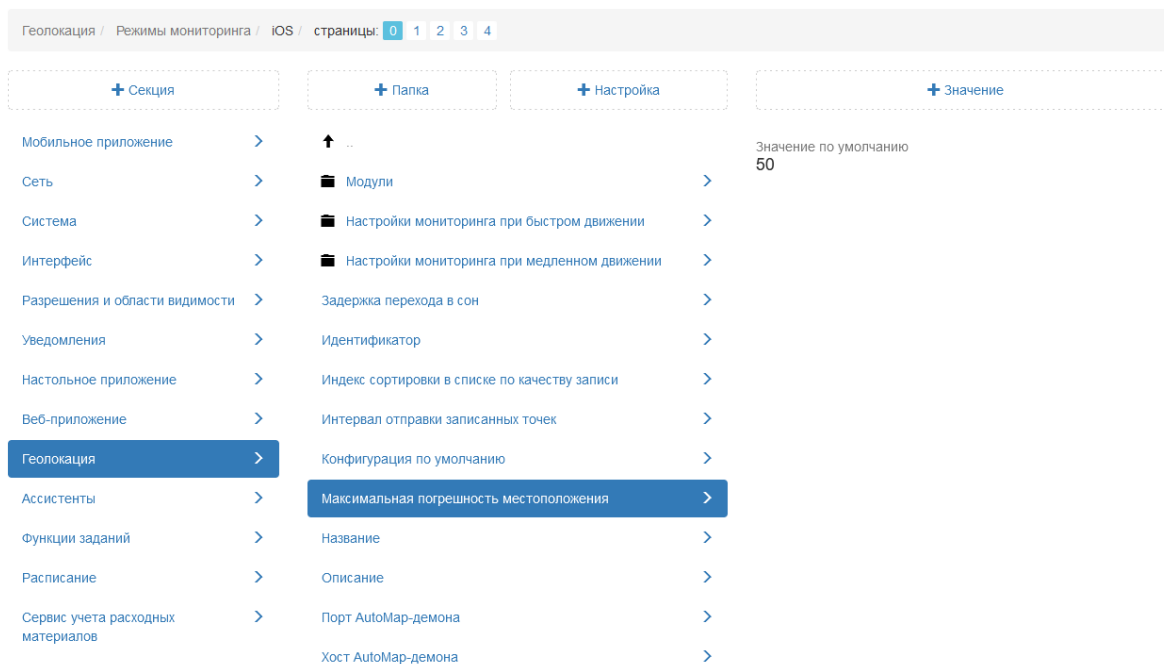 Геолокация / Режимы мониторинга / iOS / страницы: 0 1 2 3 4
+ Секция
+ Папка
+ Настройка
+ Значение
Мобильное приложение
Сеть
Система
Интерфейс
Разрешения и области видимости
Уведомления
Настольное приложение
Веб-приложение
Геолокация
Ассистенты
Функции заданий
Расписание
Сервис учета расходных
материалов
..
Модули
Настройки мониторинга при быстром движении
Настройки мониторинга при медленном движении
Задержка перехода в сон
Идентификатор
Индекс сортировки в списке по качеству записи
Интервал отправки записанных точек
Конфигурация по умолчанию
Максимальная погрешность местоположения
Название
Описание
Порт AutoMap-демона
Хост AutoMap-демона
Значение по умолчанию
50